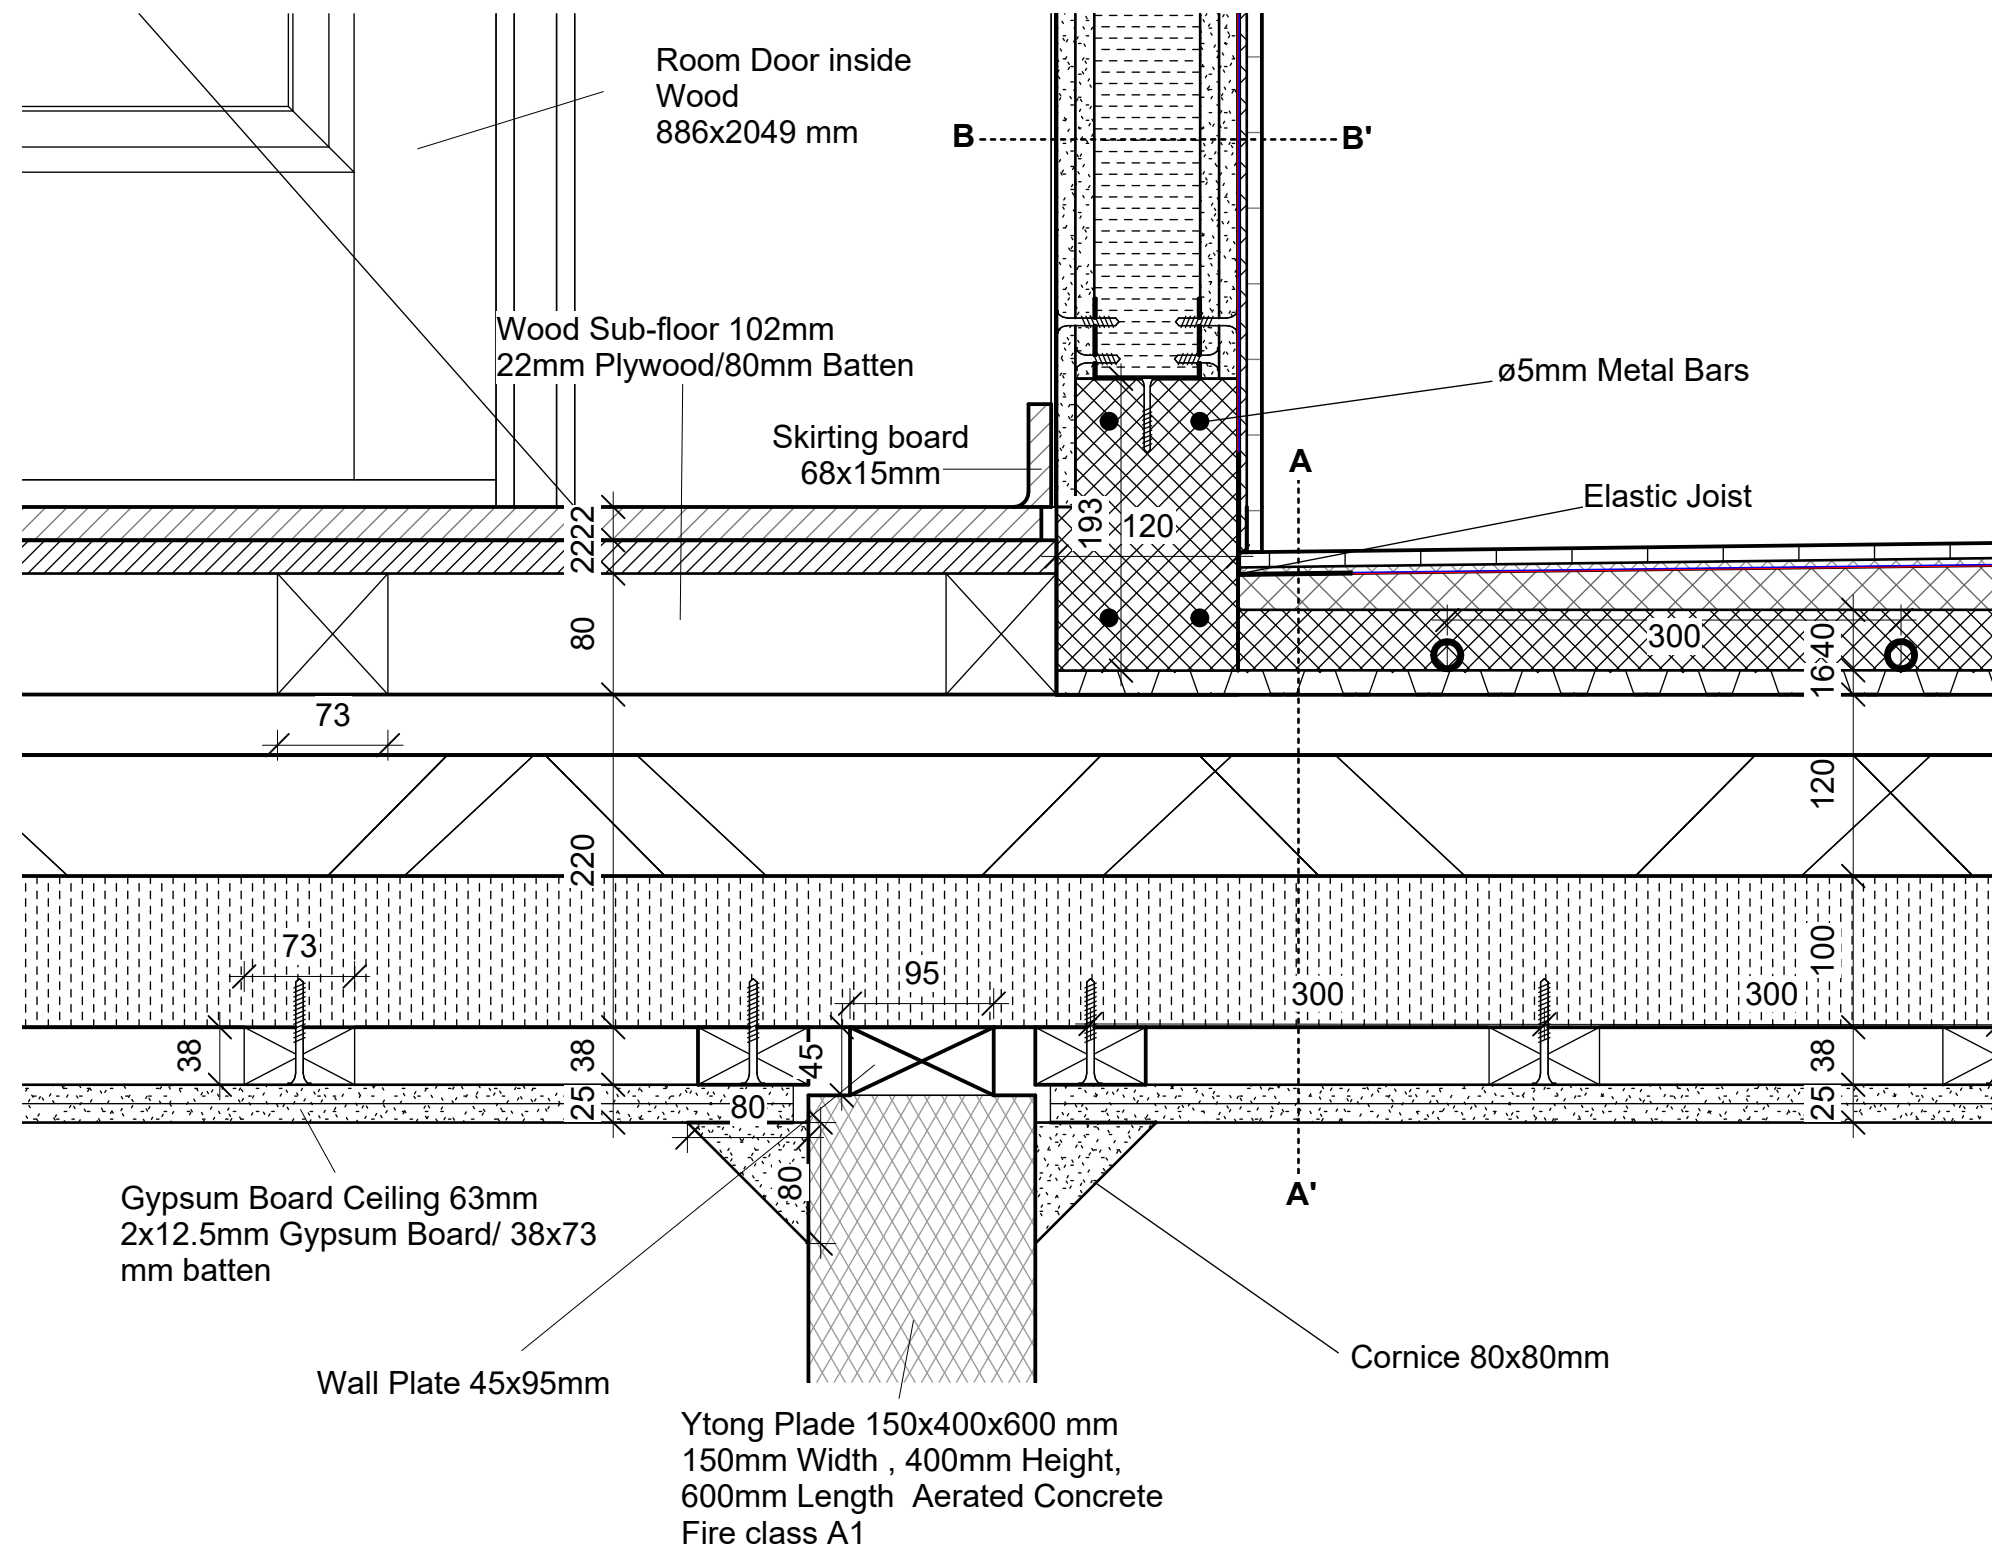 Room Door inside
Wood
886x2049 mm
B
B'
Wood Sub-floor 102mm
22mm Plywood/80mm Batten
ø5mm Metal Bars
Skirting board
68x15mm
A
Elastic Joist
22
22
193
120
80
300
40
16
73
120
220
73
95
100
300
300
38
38
45
38
25
80
25
80
Gypsum Board Ceiling 63mm
2x12.5mm Gypsum Board/ 38x73
mm batten
A'
Wall Plate 45x95mm
Cornice 80x80mm
Ytong Plade 150x400x600 mm
150mm Width , 400mm Height,
600mm Length  Aerated Concrete
Fire class A1